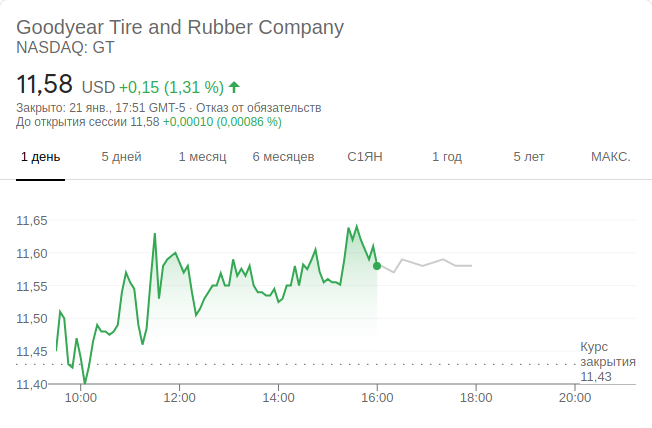 Goodyear Tire and Rubber Company
NASDAQ: GT
11,58 USD +0,15 (1,31 %)
Закрыто: 21 янв., 17:51 GMT-5 · Отказ от обязательств
До открытия сессии 11,58 +0,00010 (0,00086 %)
1 день 5 дней 1 месяц 6 месяцев С1ЯН 1 год 5 лет МАКС.
11,65
11,60
11,55
11,50
11,45
11,40
Курс
закрытия
11,43
10:00 12:00 14:00 16:00 18:00 20:00